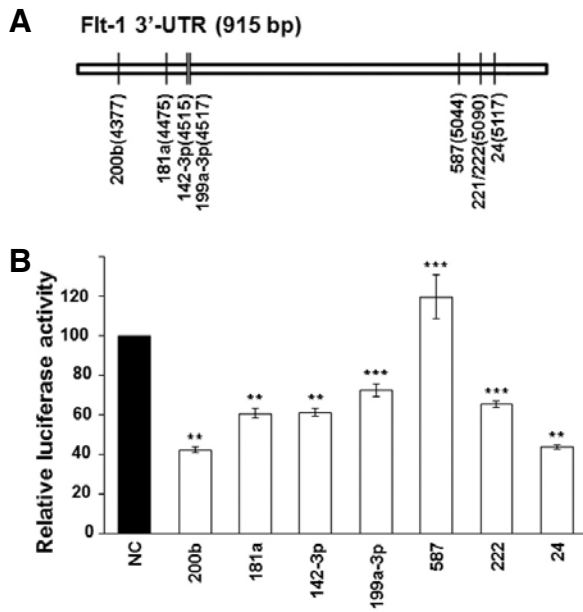 A
Flt-1 3'-UTR (915 bp)
200b(4377)
181a(4475)
142-3p(4515)
199a-3p(4517)
587(5044)
221/222(5090)
24(5117)
B
Relative luciferase activity
120
100
80
60
40
20
0
**
**
**
***
***
***
**
NC
200b
181a
142-3p
199a-3p
587
222
24